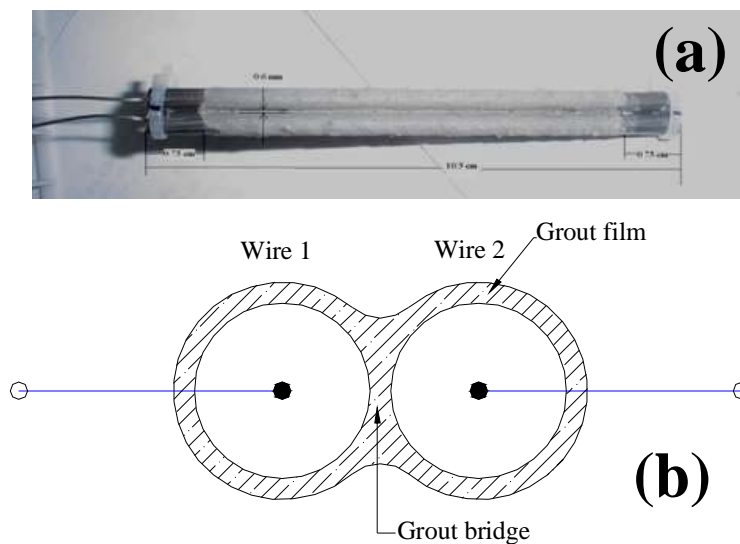 (a)
0.6 mm
0.75 cm
0.75 cm
10.5 cm
Wire 1
Wire 2
Grout film
(b)
Grout bridge